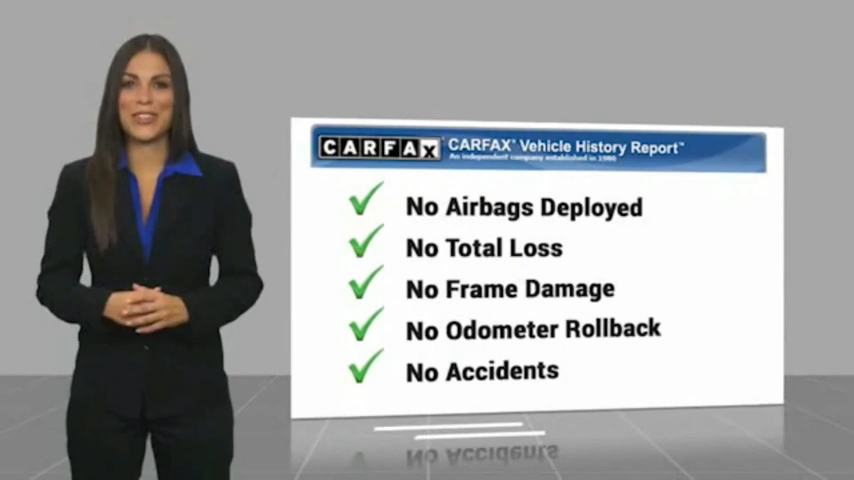 CARFAX CARFAX® Vehicle History Report™
An independent company established in 1986
No Airbags Deployed
No Total Loss
No Frame Damage
No Odometer Rollback
No Accidents
No Accidents